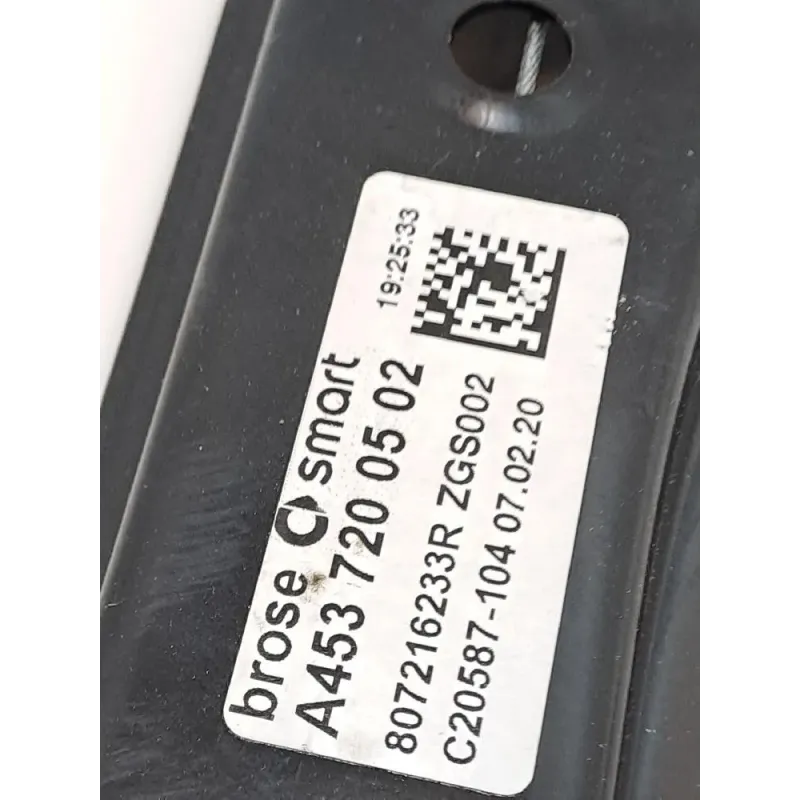 19:25:33
brose smart
A453 720 05 02
807216233R ZGS002
C20587-104 07.02.20